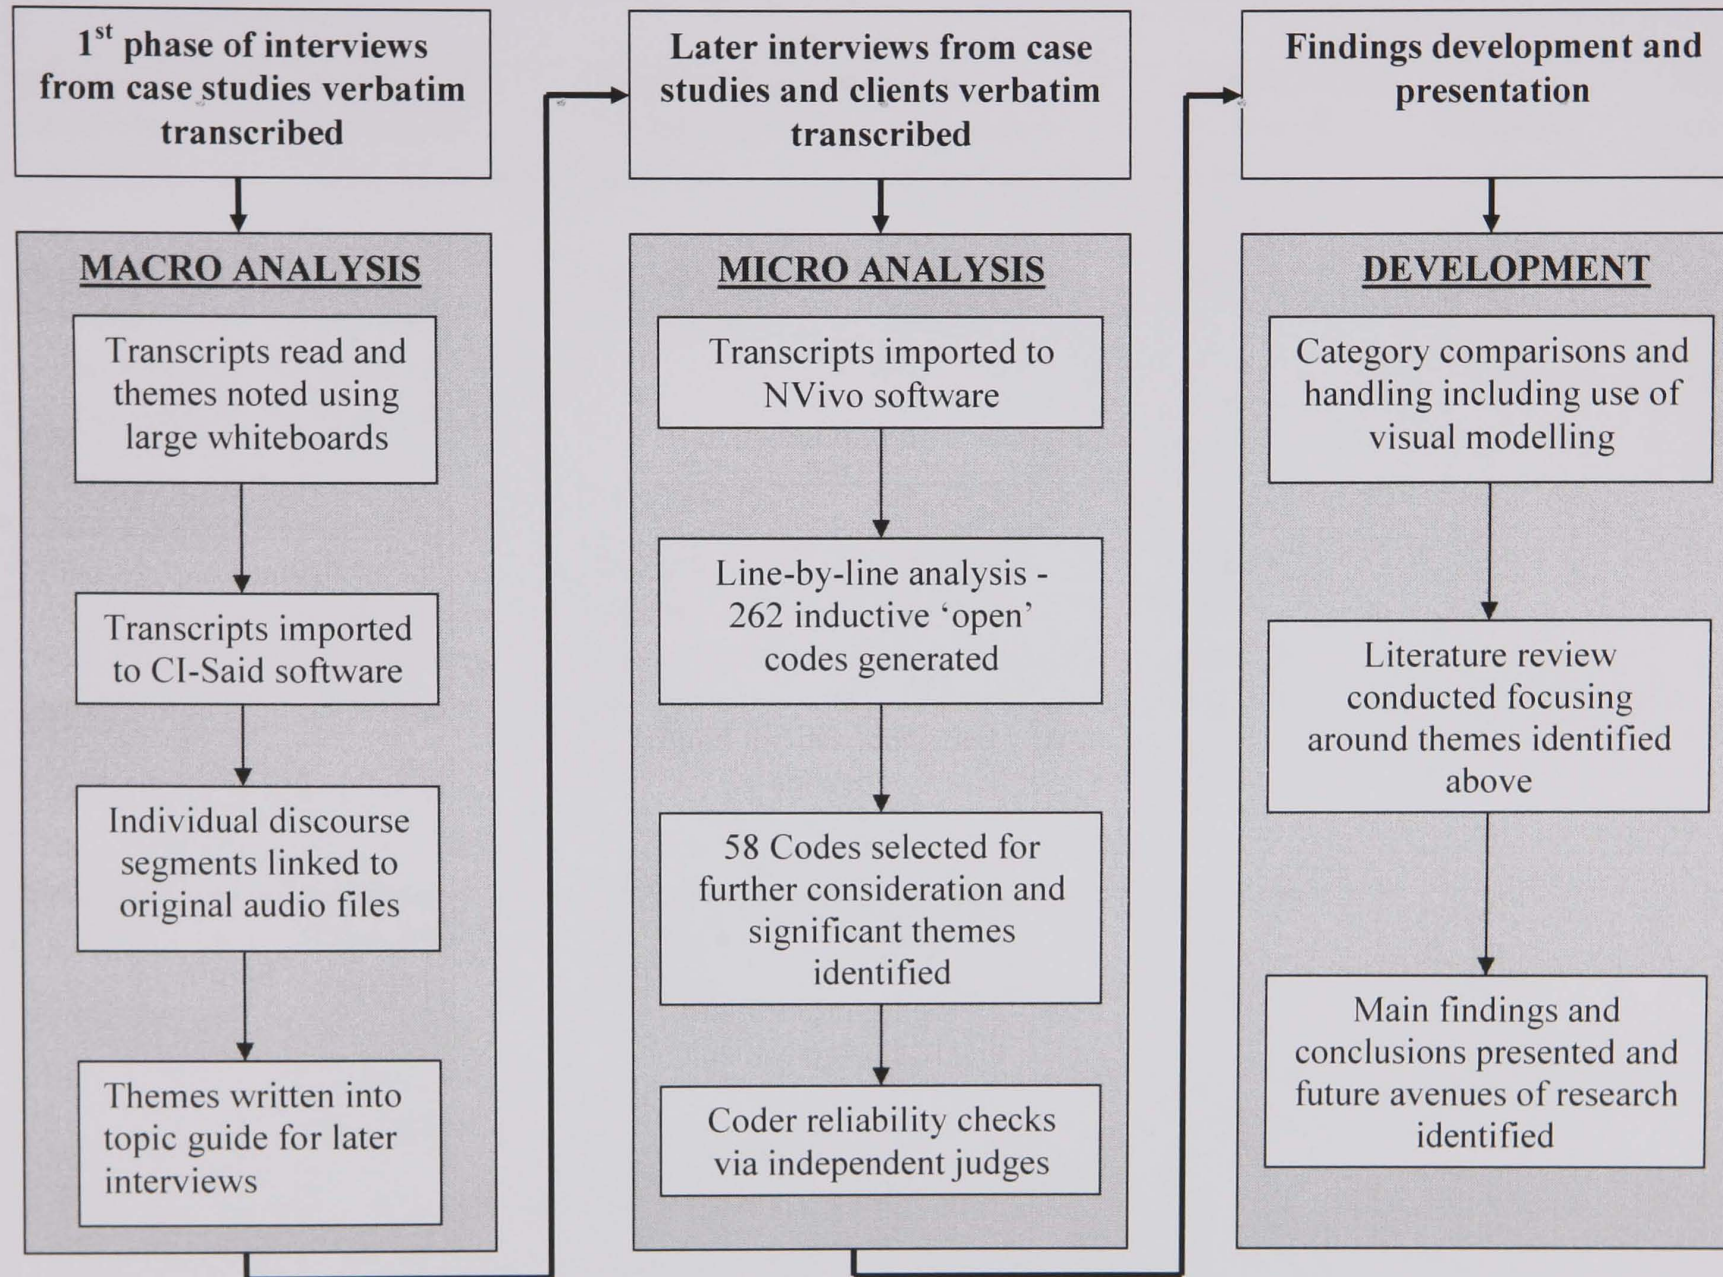 1st phase of interviews
from case studies verbatim
transcribed
MACRO ANALYSIS
Transcripts read and
themes noted using
large whiteboards
Transcripts imported
to CI-Said software
Individual discourse
segments linked to
original audio files
Themes written into
topic guide for later
interviews
Later interviews from case
studies and clients verbatim
transcribed
MICRO ANALYSIS
Transcripts imported to
NVivo software
Line-by-line analysis -
262 inductive ‘open’
codes generated
58 Codes selected for
further consideration and
significant themes
identified
Coder reliability checks
via independent judges
Findings development and
presentation
DEVELOPMENT
Category comparisons and
handling including use of
visual modelling
Literature review
conducted focusing
around themes identified
above
Main findings and
conclusions presented and
future avenues of research
identified